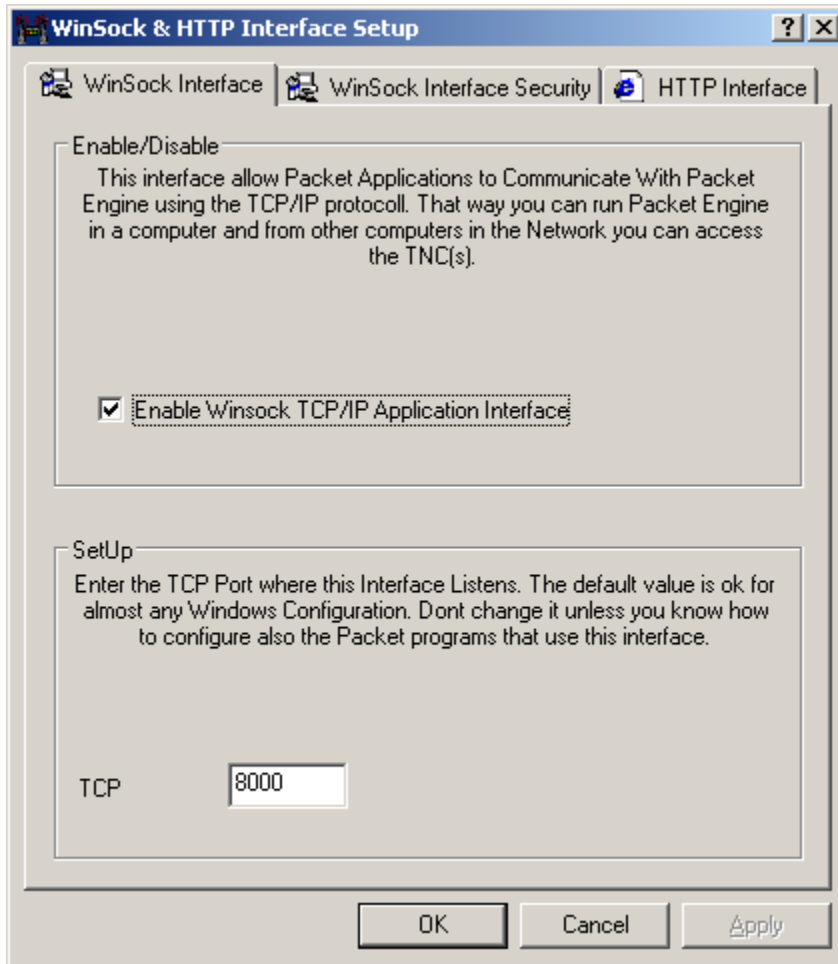 WinSock & HTTP Interface Setup
WinSock Interface
WinSock Interface Security
HTTP Interface
Enable/Disable
This interface allow Packet Applications to Communicate With Packet
Engine using the TCP/IP protocoll. That way you can run Packet Engine
in a computer and from other computers in the Network you can access
the TNC(s).
Enable Winsock TCP/IP Application Interface
SetUp
Enter the TCP Port where this Interface Listens. The default value is ok for
almost any Windows Configuration. Dont change it unless you know how
to configure also the Packet programs that use this interface.
TCP 8000
OK Cancel Apply